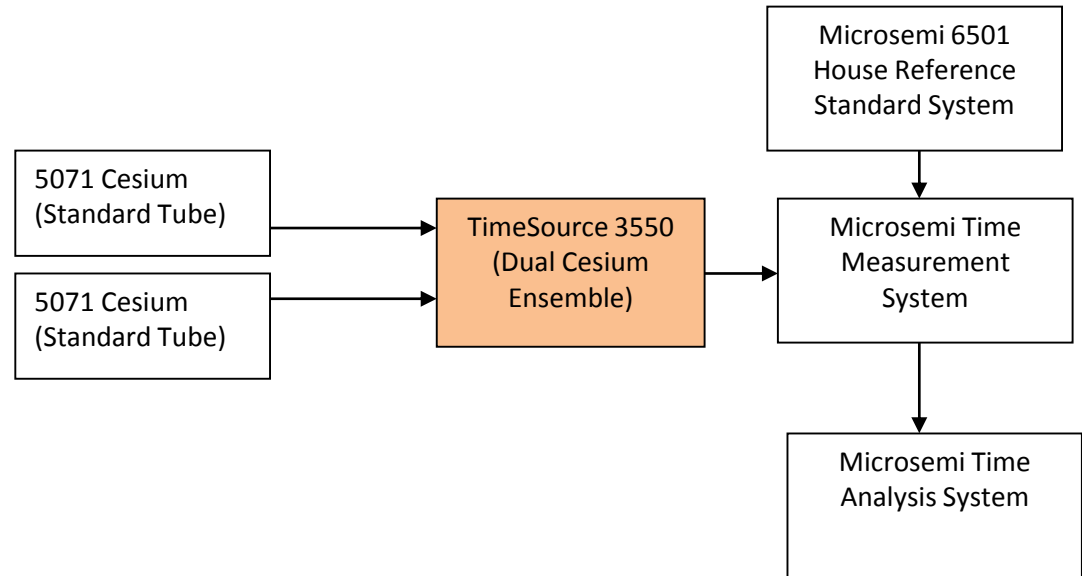 Microsemi 6501
House Reference
Standard System
5071 Cesium
(Standard Tube)
5071 Cesium
(Standard Tube)
TimeSource 3550
(Dual Cesium
Ensemble)
Microsemi Time
Measurement
System
Microsemi Time
Analysis System